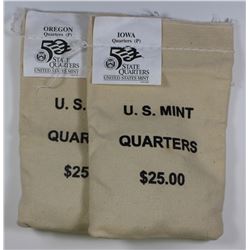 OREGON
Quarters (P)
50
STATE
QUARTERS
UNITED STATES MINT
IOWA
Quarters (P)
50
STATE
QUARTERS
UNITED STATES MINT
U. S. MINT
QUARTERS
$25.00
U. S. MINT
QUARTERS
$25.00